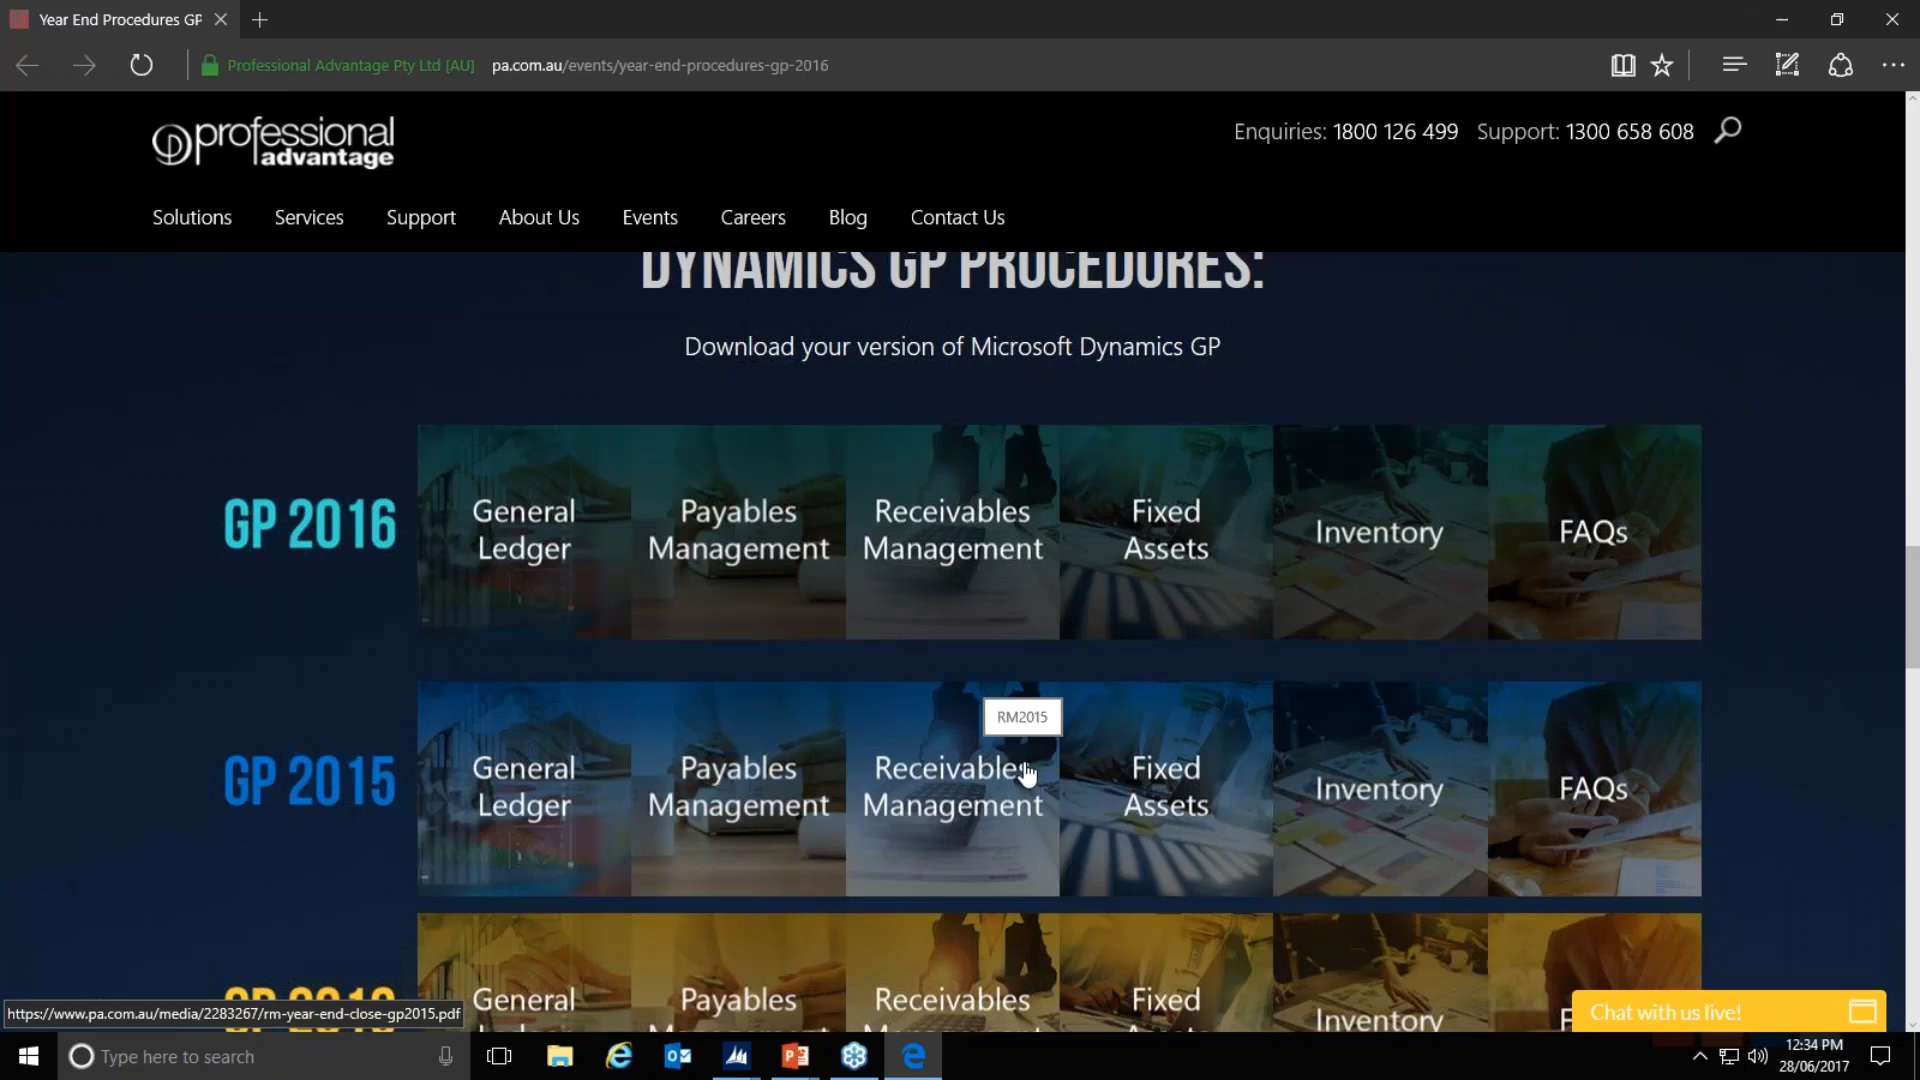 Year End Procedures GP
Professional Advantage Pty Ltd [AU] pa.com.au/events/year-end-procedures-gp-2016
professional
advantage
Enquiries: 1800 126 499 Support: 1300 658 608
Solutions Services Support About Us Events Careers Blog Contact Us
DYNAMICS GP PROCEDURES:
Download your version of Microsoft Dynamics GP
GP 2016
General
Ledger
Payables
Management
Receivables
Management
Fixed
Assets
Inventory
FAQs
GP 2015
General
Ledger
Payables
Management
RM2015
Receivables
Management
Fixed
Assets
Inventory
FAQs
General
Payables
Receivables
Fixed
Inventory
https://www.pa.com.au/media/2283267/rm-year-end-close-gp2015.pdf
Chat with us live!
Type here to search
12:34 PM
28/06/2017